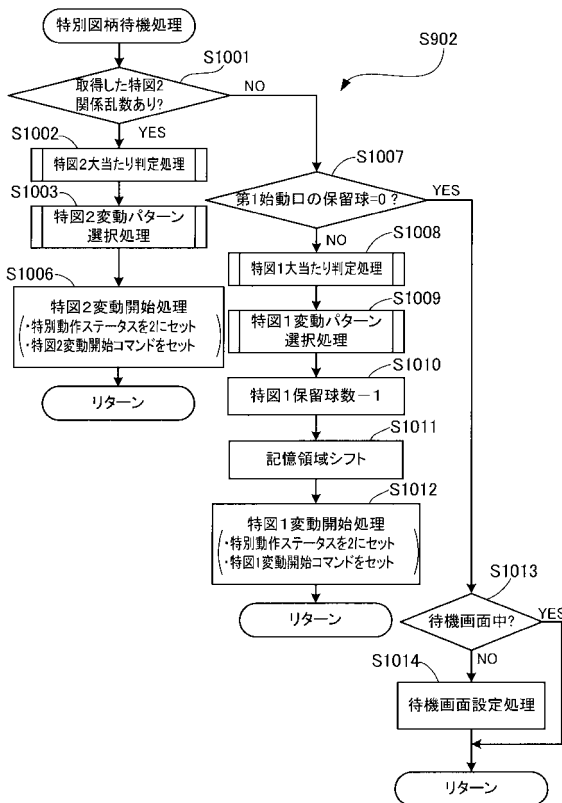 特別図柄待機処理
S902
S1001
取得した特図2
関係乱数あり?
NO
YES
S1002
特図2大当たり判定処理
S1003
特図2変動パターン
選択処理
S1006
特図2変動開始処理
・特別動作ステータスを2にセット
・特図2変動開始コマンドをセット
リターン
S1007
第1始動口の保留球=0?
YES
NO
S1008
特図1大当たり判定処理
S1009
特図1変動パターン
選択処理
S1010
特図1保留球数-1
S1011
記憶領域シフト
S1012
特図1変動開始処理
・特別動作ステータスを2にセット
・特図1変動開始コマンドをセット
リターン
S1013
待機画面中?
YES
NO
S1014
待機画面設定処理
リターン